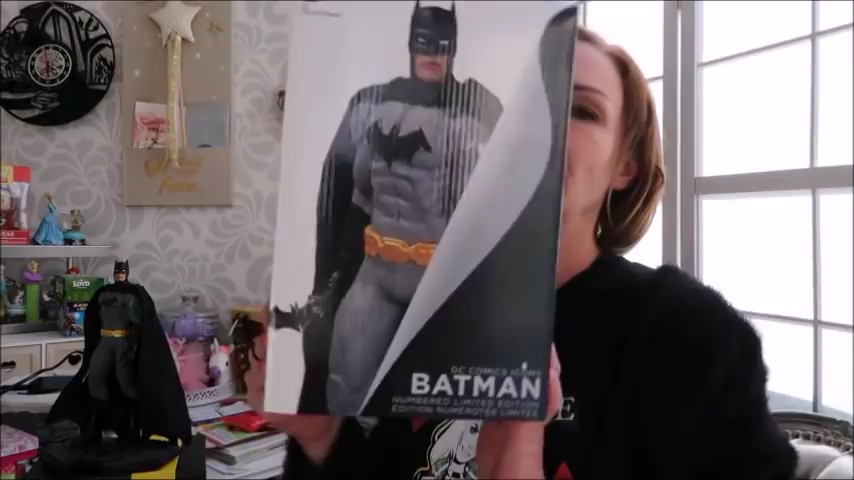 DC COMICS ICONS
BATMAN
NUMBERED LIMITED EDITION
EDITION NUMEROTEE LIMITEE